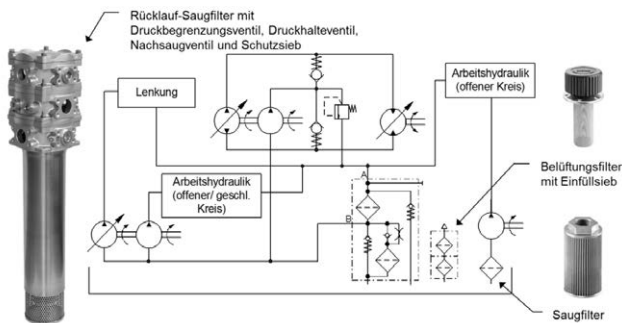 Rücklauf-Saugfilter mit
Druckbegrenzungsventil, Druckhalteventil,
Nachsaugventil und Schutzsieb
Lenkung
Arbeitshydraulik
(offener Kreis)
Arbeitshydraulik
(offener/ geschl.
Kreis)
A
B
Belüftungsfilter
mit Einfüllsieb
Saugfilter